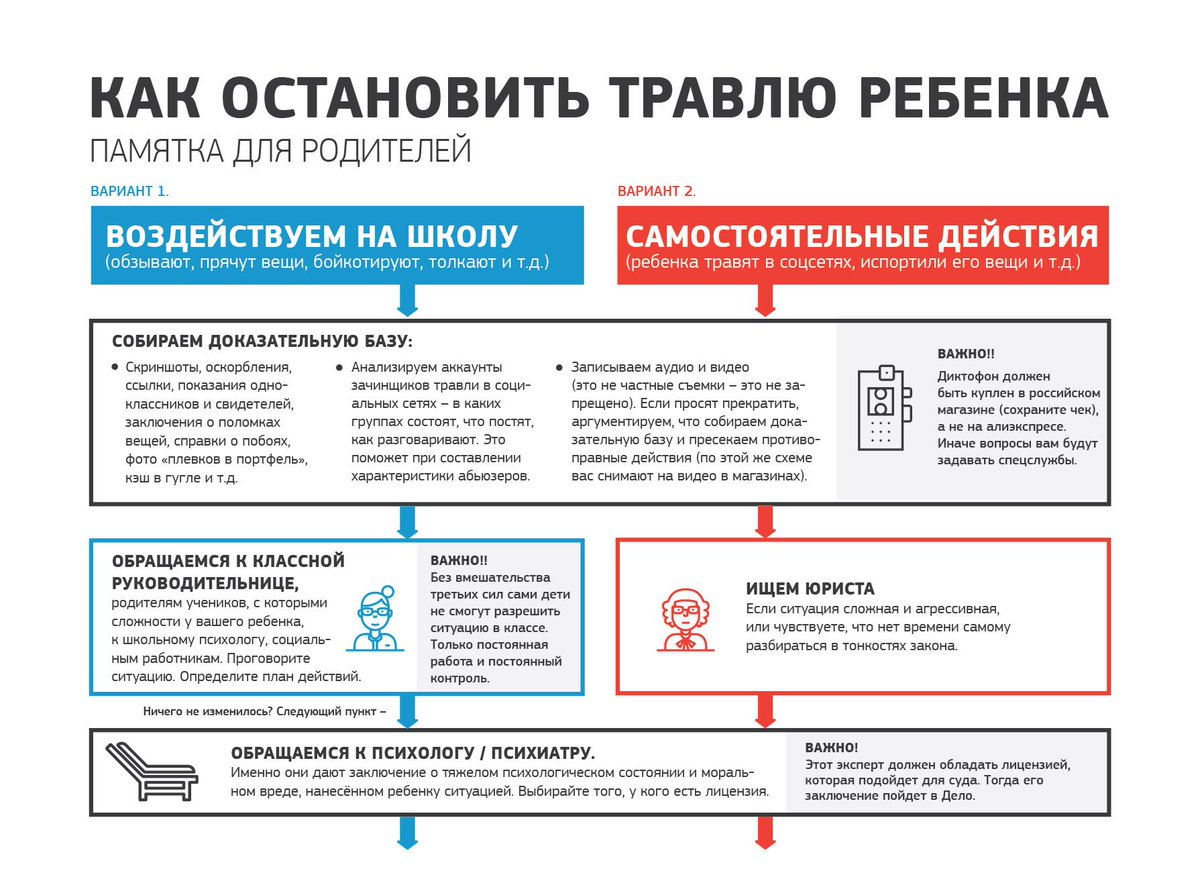 КАК ОСТАНОВИТЬ ТРАВЛЮ РЕБЕНКА
ПАМЯТКА ДЛЯ РОДИТЕЛЕЙ
ВАРИАНТ 1.
ВОЗДЕЙСТВУЕМ НА ШКОЛУ
(обзывают, прячут вещи, бойкотируют, толкают и т.д.)
ВАРИАНТ 2.
САМОСТОЯТЕЛЬНЫЕ ДЕЙСТВИЯ
(ребенка травят в соцсетях, испортили его вещи и т.д.)
СОБИРАЕМ ДОКАЗАТЕЛЬНУЮ БАЗУ:
• Скриншоты, оскорбления,
ссылки, показания одно-
классников и свидетелей,
заключения о поломках
вещей, справки о побоях,
фото «плевков в портфель»,
кэш в гугле и т.д.
• Анализируем аккаунты
зачинщиков травли в соци-
альных сетях – в каких
группах состоят, что постят,
как разговаривают. Это
поможет при составлении
характеристики абьюзеров.
• Записываем аудио и видео
(это не частные съемки – это не за-
прещено). Если просят прекратить,
аргументируем, что собираем дока-
зательную базу и пресекаем противо-
правные действия (по этой же схеме
вас снимают на видео в магазинах).
ВАЖНО!!
Диктофон должен
быть куплен в российском
магазине (сохраните чек),
а не на алиэкспресе.
Иначе вопросы вам будут
задавать спецслужбы.
ОБРАЩАЕМСЯ К КЛАССНОЙ
РУКОВОДИТЕЛЬНИЦЕ,
родителям учеников, с которыми
сложности у вашего ребенка,
к школьному психологу, социаль-
ным работникам. Проговорите
ситуацию. Определите план действий.
ВАЖНО!!
Без вмешательства
третьих сил сами дети
не смогут разрешить
ситуацию в классе.
Только постоянная
работа и постоянный
контроль.
ИЩЕМ ЮРИСТА
Если ситуация сложная и агрессивная,
или чувствуете, что нет времени самому
разбираться в тонкостях закона.
Ничего не изменилось? Следующий пункт –
ОБРАЩАЕМСЯ К ПСИХОЛОГУ / ПСИХИАТРУ.
Именно они дают заключение о тяжелом психологическом состоянии и мораль-
ном вреде, нанесённом ребенку ситуацией. Выбирайте того, у кого есть лицензия.
ВАЖНО!
Этот эксперт должен обладать лицензией,
которая подойдет для суда. Тогда его
заключение пойдет в Дело.